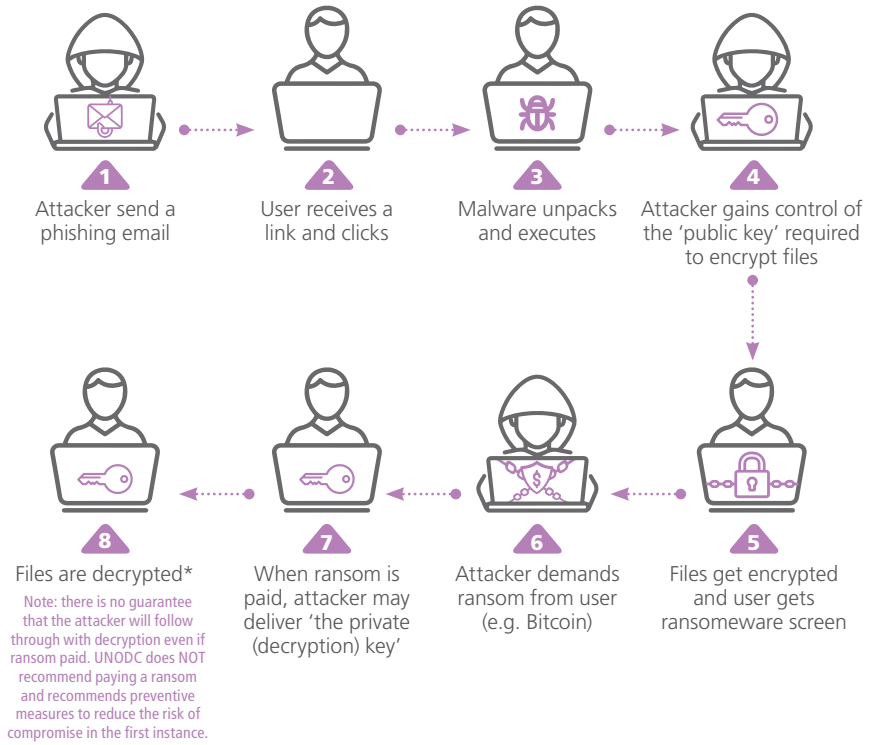 1
Attacker send a
phishing email
2
User receives a
link and clicks
3
Malware unpacks
and executes
4
Attacker gains control of
the ‘public key’ required
to encrypt files
5
Files get encrypted
and user gets
ransomeware screen
$
6
Attacker demands
ransom from user
(e.g. Bitcoin)
7
When ransom is
paid, attacker may
deliver ‘the private
(decryption) key’
8
Files are decrypted*
Note: there is no guarantee
that the attacker will follow
through with decryption even if
ransom paid. UNODC does NOT
recommend paying a ransom
and recommends preventive
measures to reduce the risk of
compromise in the first instance.